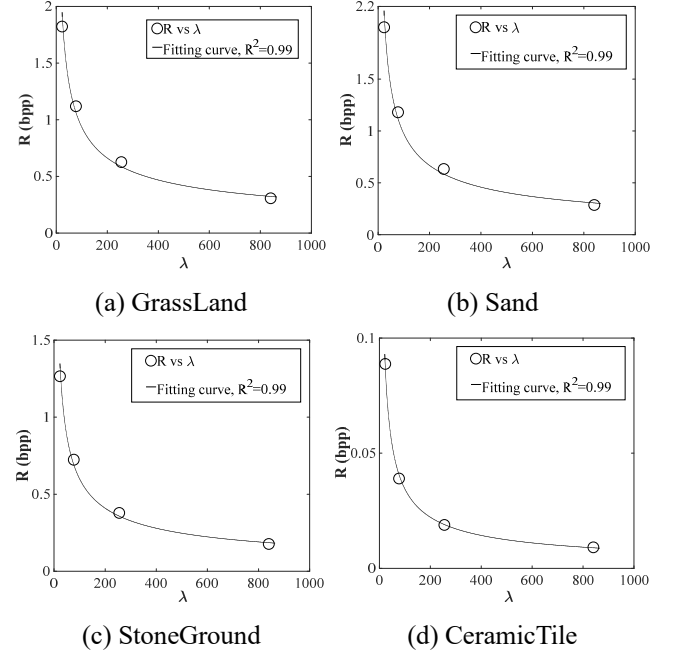 2
1.5
1
0.5
0
0 200 400 600 800 1000
R (bpp)
λ
R vs λ
Fitting curve, R²=0.99
(a) GrassLand
2.2
1.5
1
0.5
0
0 200 400 600 800 1000
R (bpp)
λ
R vs λ
Fitting curve, R²=0.99
(b) Sand
1.5
1
0.5
0
0 200 400 600 800 1000
R (bpp)
λ
R vs λ
Fitting curve, R²=0.99
(c) StoneGround
0.1
0.05
0
0 200 400 600 800 1000
R (bpp)
λ
R vs λ
Fitting curve, R²=0.99
(d) CeramicTile